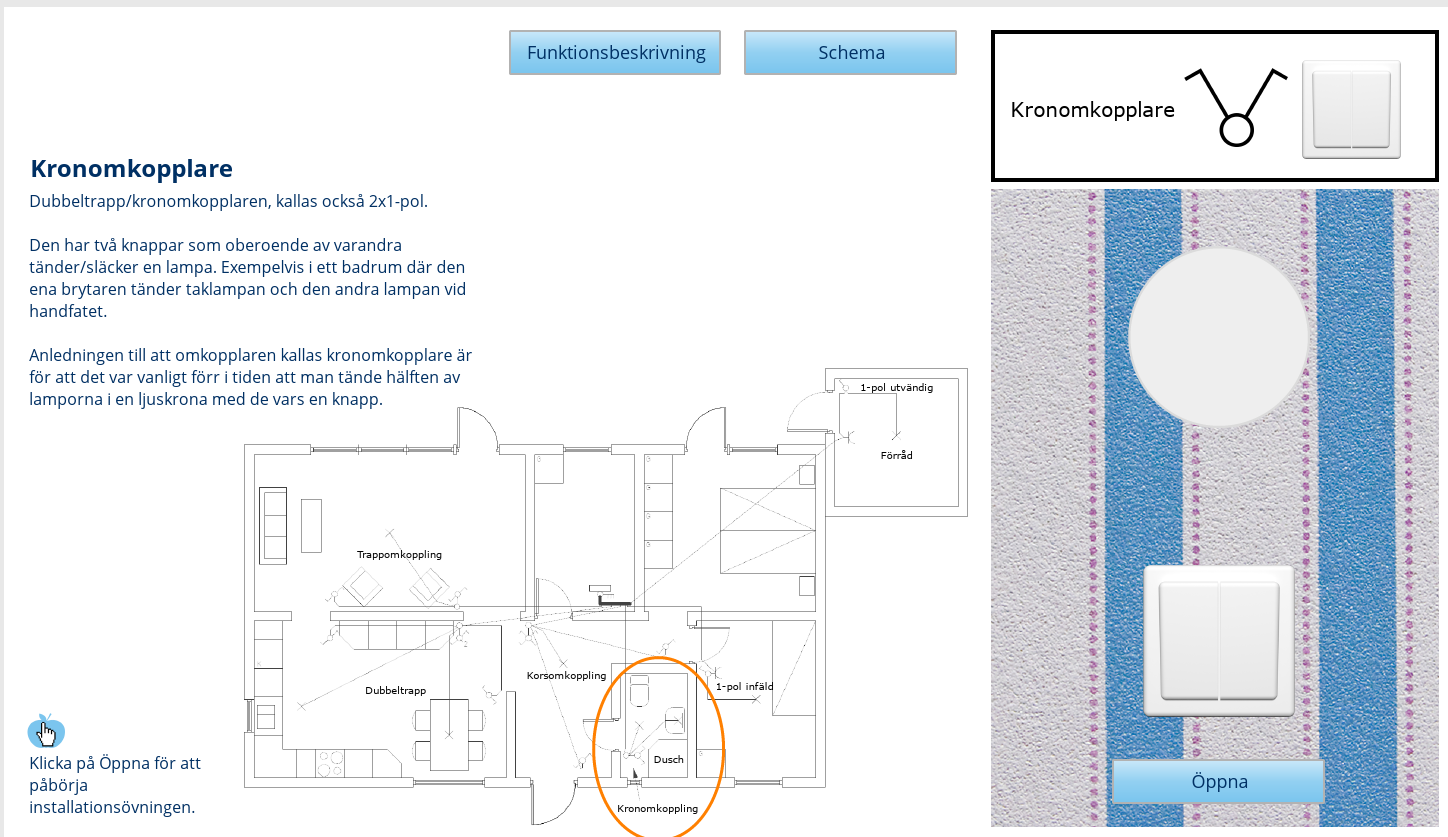 Funktionsbeskrivning
Schema
Kronomkopplare
Kronomkopplare
Dubbeltrapp/kronomkopplaren, kallas också 2x1-pol.
Den har två knappar som oberoende av varandra
tänder/släcker en lampa. Exempelvis i ett badrum där den
ena brytaren tänder taklampan och den andra lampan vid
handfatet.
Anledningen till att omkopplaren kallas kronomkopplare är
för att det var vanligt förr i tiden att man tände hälften av
lamporna i en ljuskrona med de vars en knapp.
1-pol utvändig
Förråd
Trappomkoppling
Korsomkoppling
Dubbeltrapp
1-pol infäld
Dusch
Kronomkoppling
Klicka på Öppna för att
påbörja
installationsövningen.
Öppna